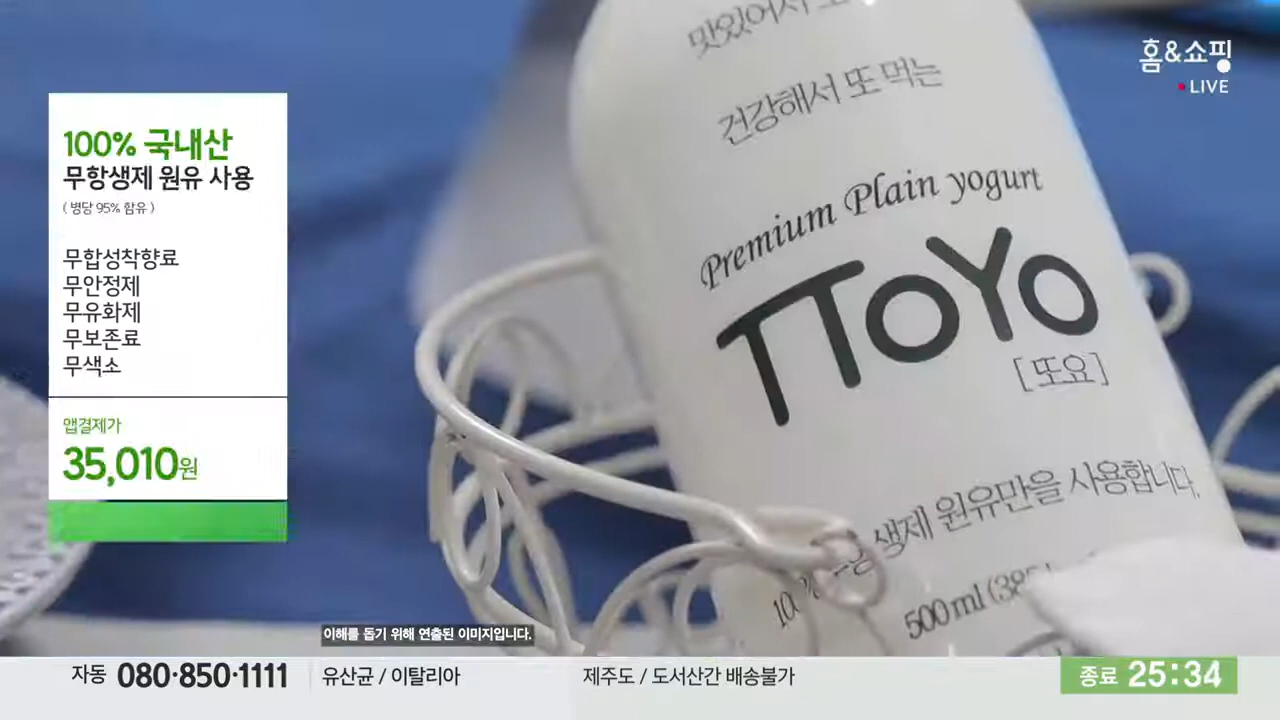 홈&쇼핑
LIVE
100% 국내산
무항생제 원유 사용
( 병당 95% 함유 )
무합성착향료
무안정제
무유화제
무보존료
무색소
앱결제가
35,010원
맛있어서 또
건강해서 또 먹는
Premium Plain yogurt
TToYo
[또요]
생제 원유만을 사용합니다.
500ml
이해를 돕기 위해 연출된 이미지입니다.
자동 080·850·1111 유산균 / 이탈리아 제주도 / 도서산간 배송불가 종료 25:34